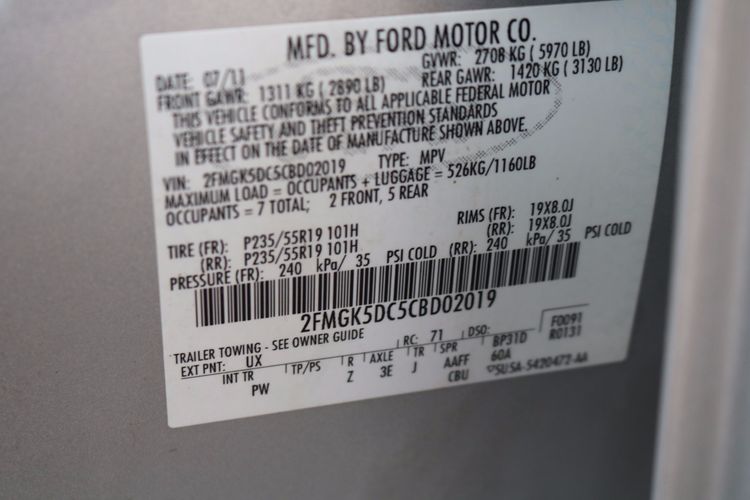 MFD. BY FORD MOTOR CO.
DATE: 07/11 GVWR: 2708 KG ( 5970 LB)
FRONT GAWR: 1311 KG ( 2890 LB) REAR GAWR: 1420 KG ( 3130 LB)
THIS VEHICLE CONFORMS TO ALL APPLICABLE FEDERAL MOTOR
VEHICLE SAFETY AND THEFT PREVENTION STANDARDS
IN EFFECT ON THE DATE OF MANUFACTURE SHOWN ABOVE.
VIN: 2FMGK5DC5CBD02019 TYPE: MPV
MAXIMUM LOAD = OCCUPANTS + LUGGAGE = 526KG/1160LB
OCCUPANTS = 7 TOTAL; 2 FRONT, 5 REAR
TIRE (FR): P235/55R19 101H RIMS (FR): 19X8.0J
(RR): P235/55R19 101H (RR): 19X8.0J
PRESSURE (FR): 240 kPa/ 35 PSI COLD (RR): 240 kPa/ 35 PSI COLD
2FMGK5DC5CBD02019
TRAILER TOWING - SEE OWNER GUIDE F0091
EXT PNT: UX RC: 71 DSO: R0131
INT TR TP/PS R AXLE TR SPR BP31D
PW Z 3E J AAFF 60A
CBU 5U5A-5420472-AA